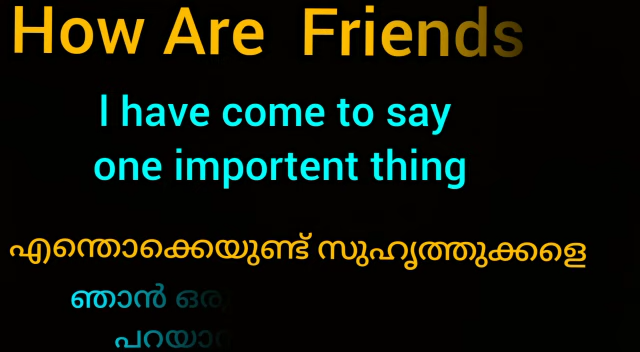 How Are Friends
I have come to say
one importent thing
എന്തൊക്കെയുണ്ട് സുഹൃത്തുക്കളെ
ഞാൻ